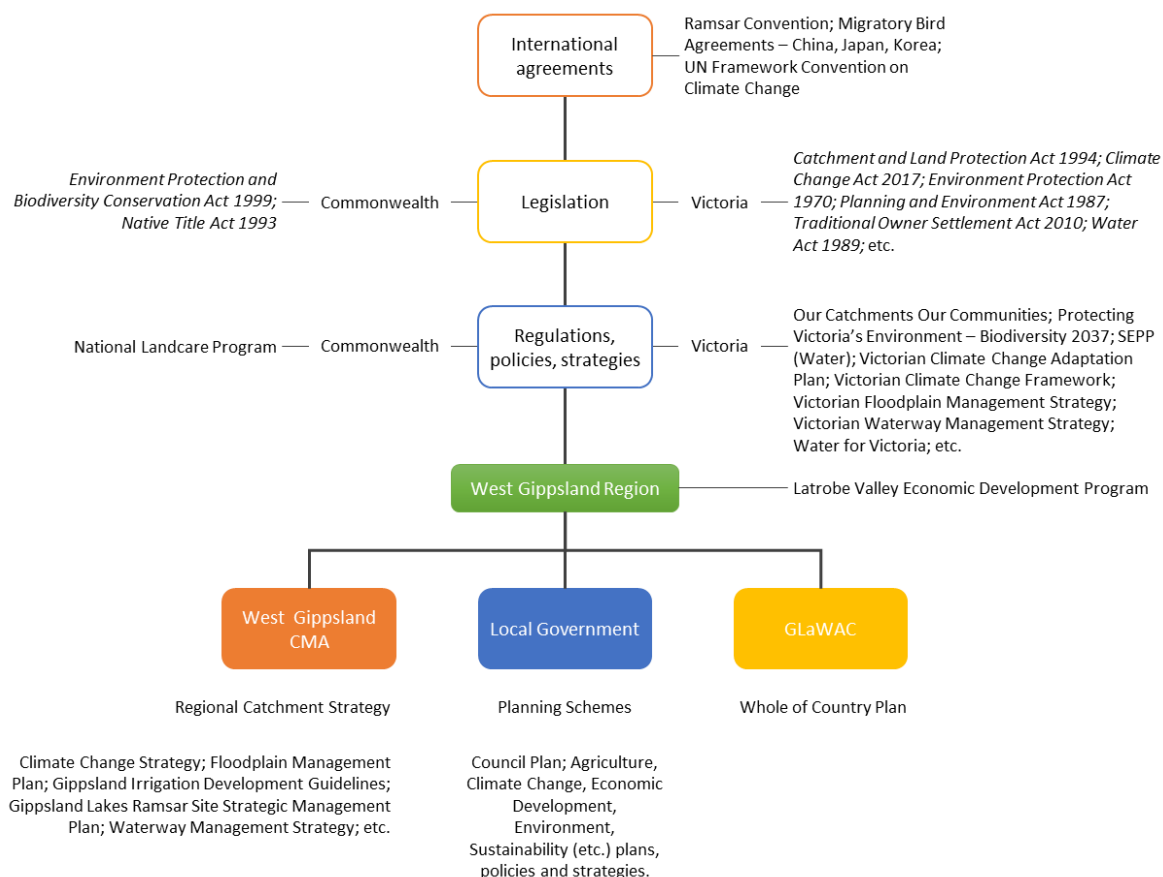 International
agreements
Ramsar Convention; Migratory Bird
Agreements – China, Japan, Korea;
UN Framework Convention on
Climate Change
Environment Protection and
Biodiversity Conservation Act 1999;
Native Title Act 1993
Commonwealth
Legislation
Victoria
Catchment and Land Protection Act 1994; Climate
Change Act 2017; Environment Protection Act
1970; Planning and Environment Act 1987;
Traditional Owner Settlement Act 2010; Water
Act 1989; etc.
National Landcare Program
Commonwealth
Regulations,
policies, strategies
Victoria
Our Catchments Our Communities; Protecting
Victoria’s Environment – Biodiversity 2037; SEPP
(Water); Victorian Climate Change Adaptation
Plan; Victorian Climate Change Framework;
Victorian Floodplain Management Strategy;
Victorian Waterway Management Strategy;
Water for Victoria; etc.
West Gippsland Region
Latrobe Valley Economic Development Program
West Gippsland
CMA
Local Government
GLaWAC
Regional Catchment Strategy
Planning Schemes
Whole of Country Plan
Climate Change Strategy; Floodplain Management
Plan; Gippsland Irrigation Development Guidelines;
Gippsland Lakes Ramsar Site Strategic Management
Plan; Waterway Management Strategy; etc.
Council Plan; Agriculture,
Climate Change, Economic
Development,
Environment,
Sustainability (etc.) plans,
policies and strategies.